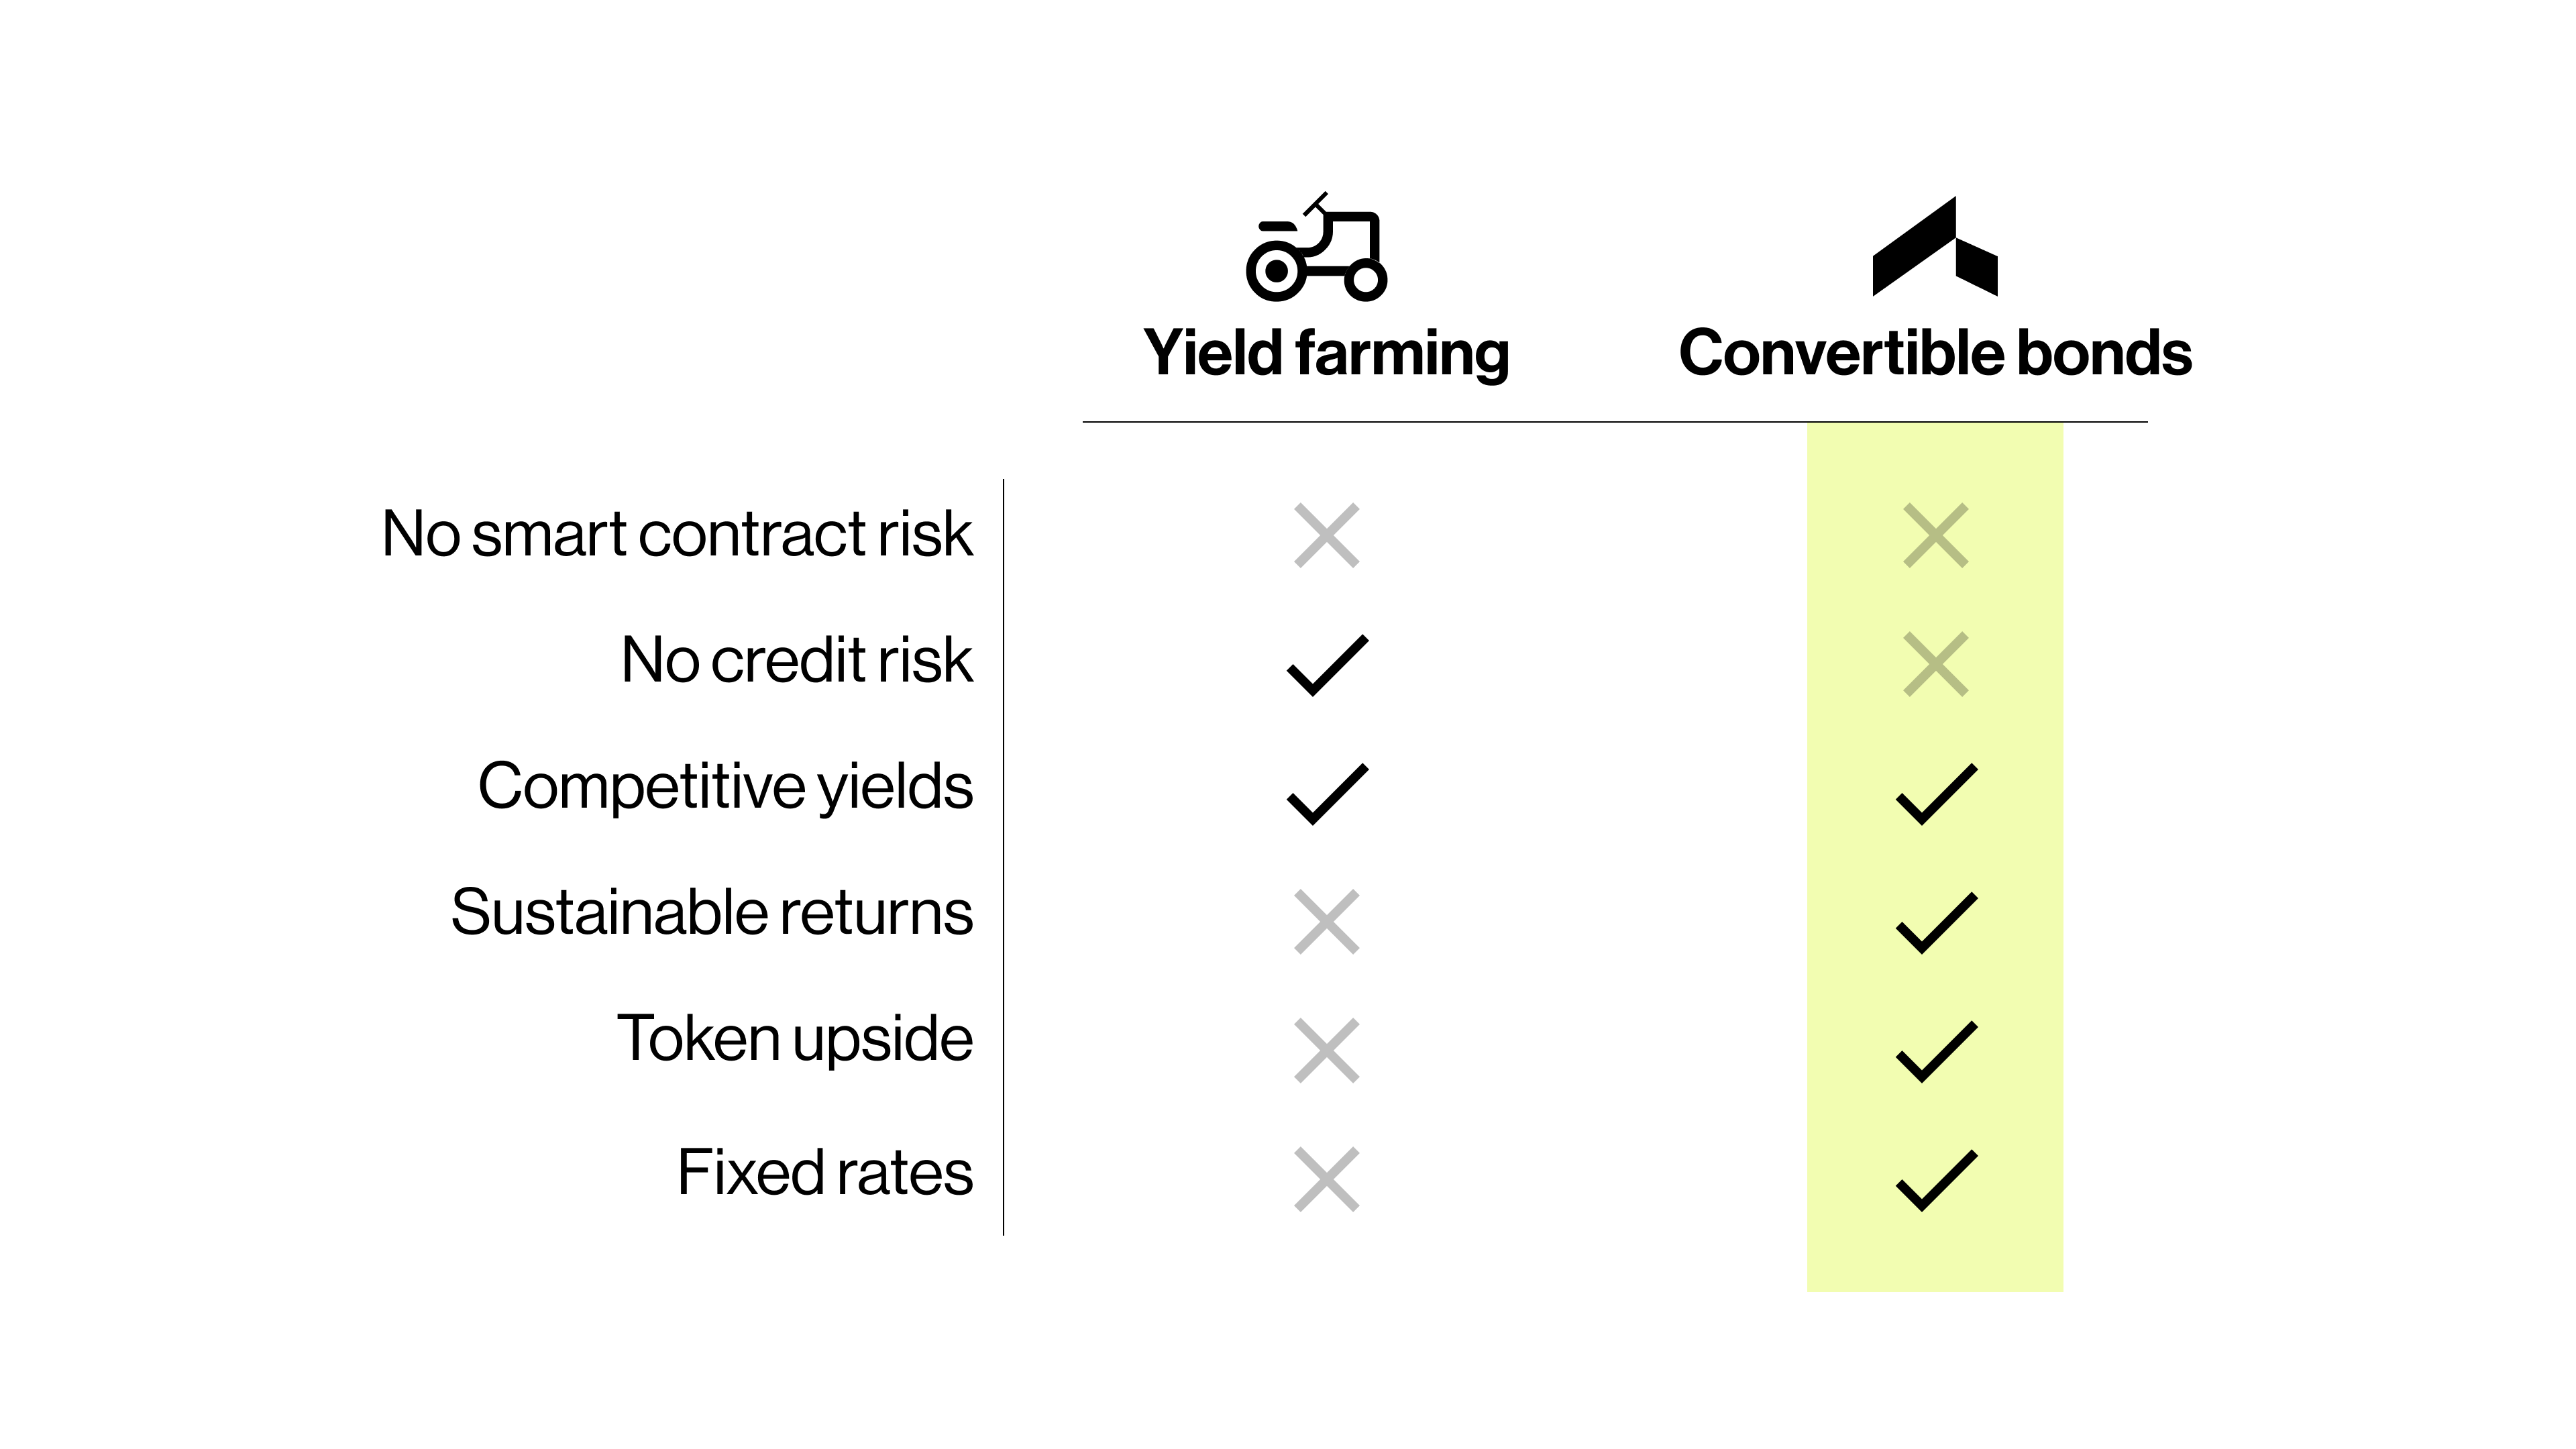 Yield farming
Convertible bonds
No smart contract risk
No credit risk
Competitive yields
Sustainable returns
Token upside
Fixed rates